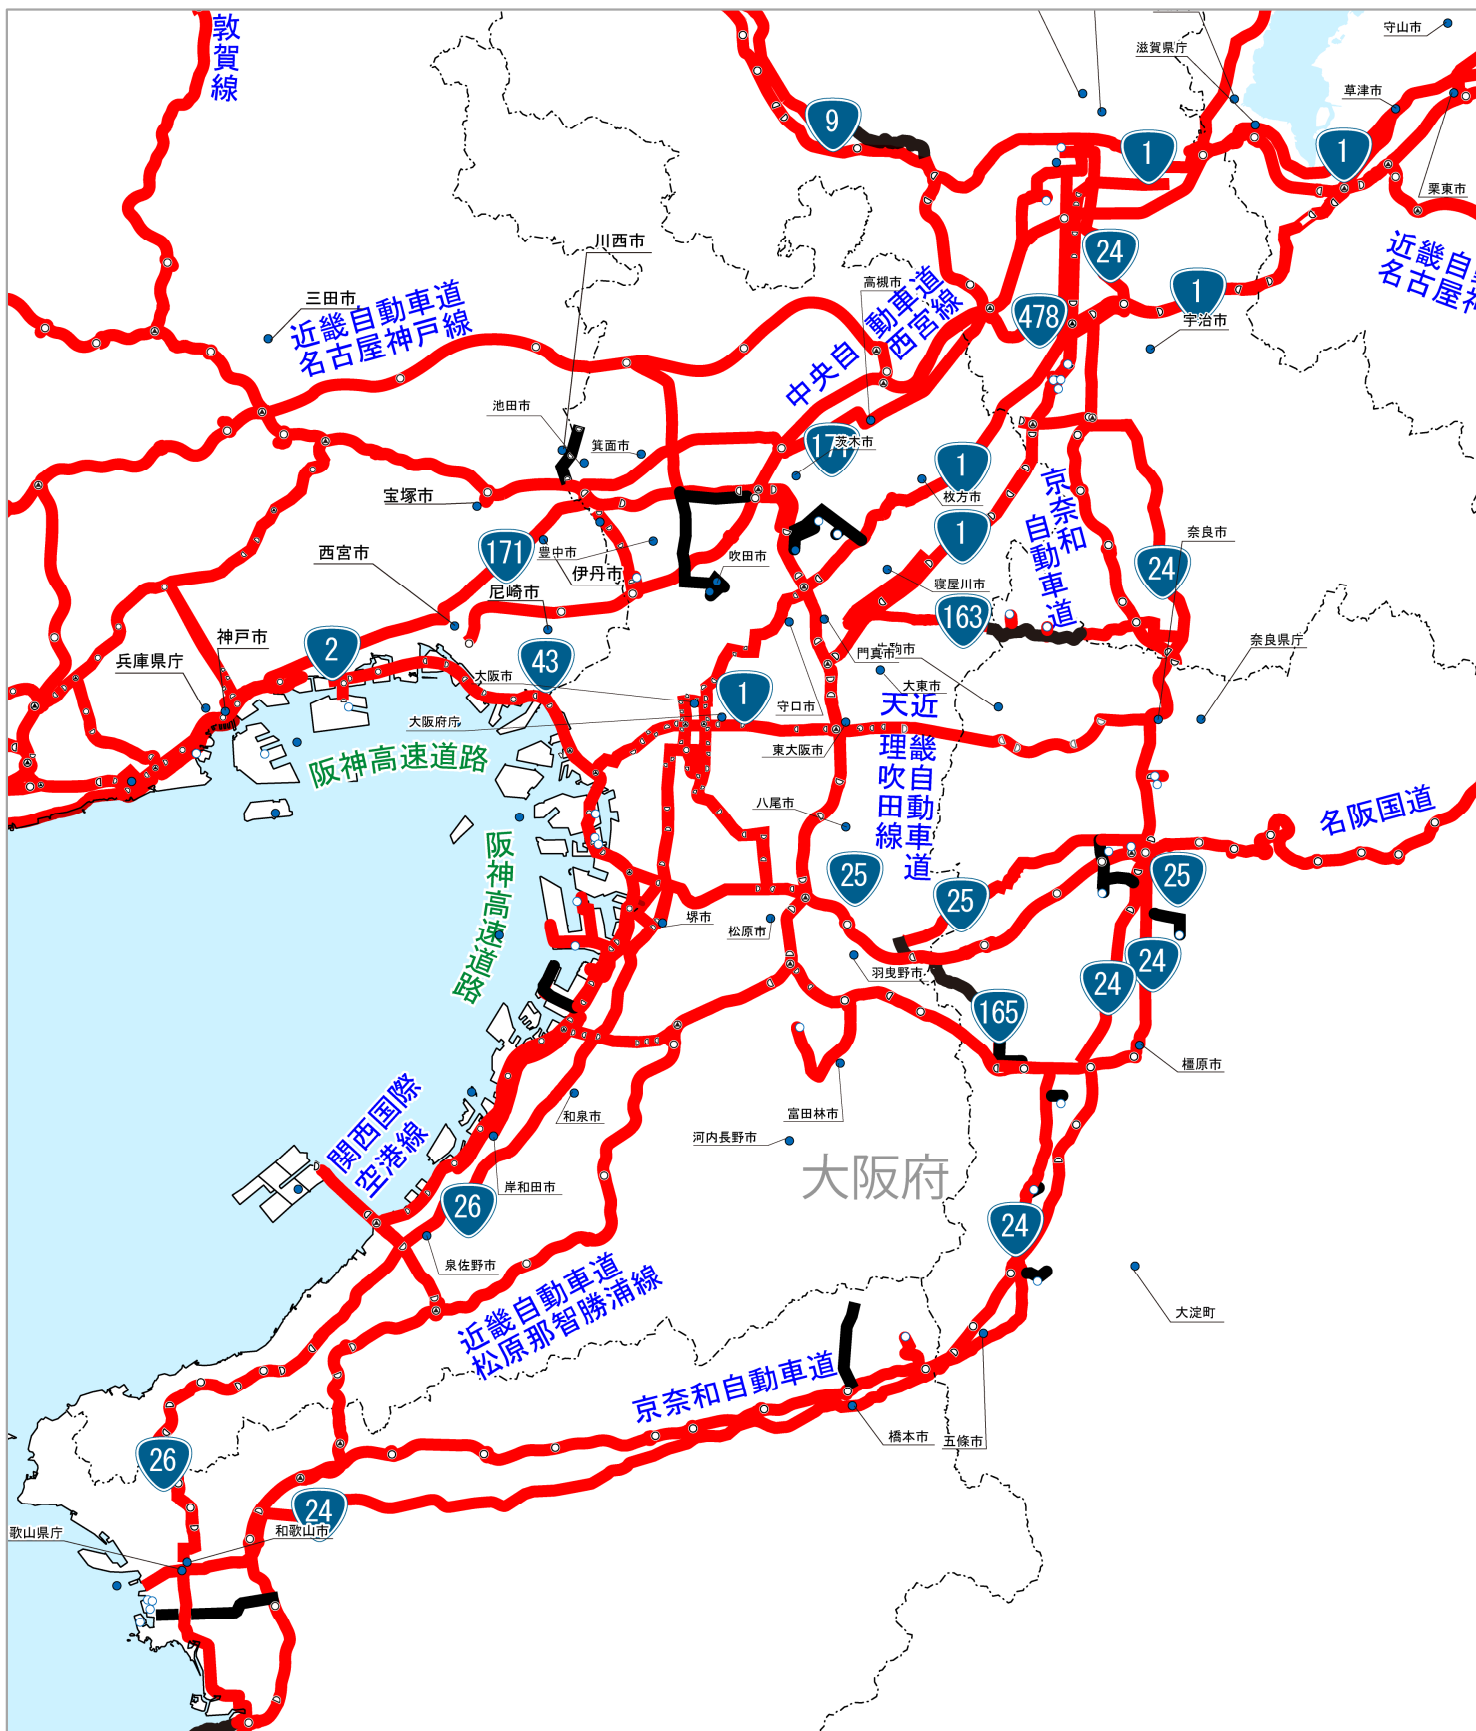 敦賀線
守山市
滋賀県庁
草津市
9
1
1
栗東市
川西市
24
近畿自
名古屋神
高槻市
三田市
近畿自動車道
名古屋神戸線
中央自動車道
西宮線
478
1
宇治市
池田市
箕面市
171
茨木市
1
枚方市
宝塚市
京奈和
自動車道
西宮市
171
豊中市
伊丹市
吹田市
1
奈良市
24
寝屋川市
尼崎市
163
神戸市
2
兵庫県庁
43
大阪市
門真市
奈良県庁
大東市
1
守口市
大阪府庁
東大阪市
近畿自動車道
天理吹田線
阪神高速道路
八尾市
名阪国道
阪神高速道路
25
25
25
堺市
松原市
羽曳野市
24
24
165
橿原市
和泉市
富田林市
河内長野市
大阪府
関西国際
空港線
岸和田市
26
24
泉佐野市
大淀町
近畿自動車道
松原那智勝浦線
京奈和自動車道
橋本市
五條市
26
24
歌山県庁
和歌山市